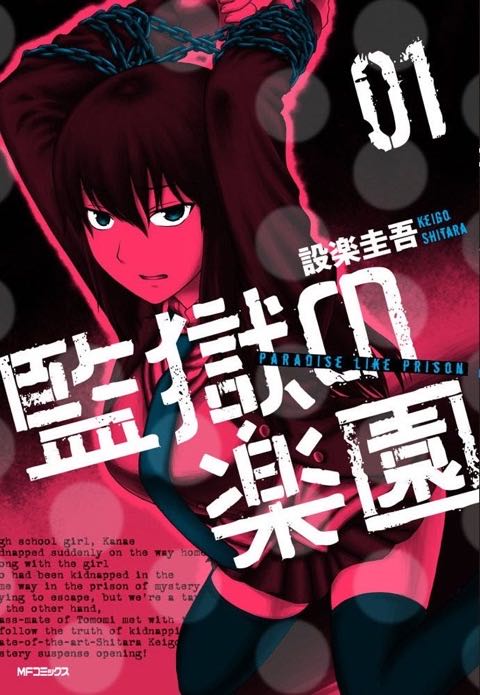 01
設楽圭吾
KEIGO
SHITARA
監獄の
PARADISE LIKE PRISON
楽園
gh school girl, Kanae
dnapped suddenly on the way home
ong with the girl
o had been kidnapped in the
me way in the prison of mystery
ying to escape, but we're a ta
the other hand,
ass-mate of Tomomi met with
follow the truth of kidnappi
ate-of-the-art-Shitara Keigo
stery suspense opening!
MFコミックス